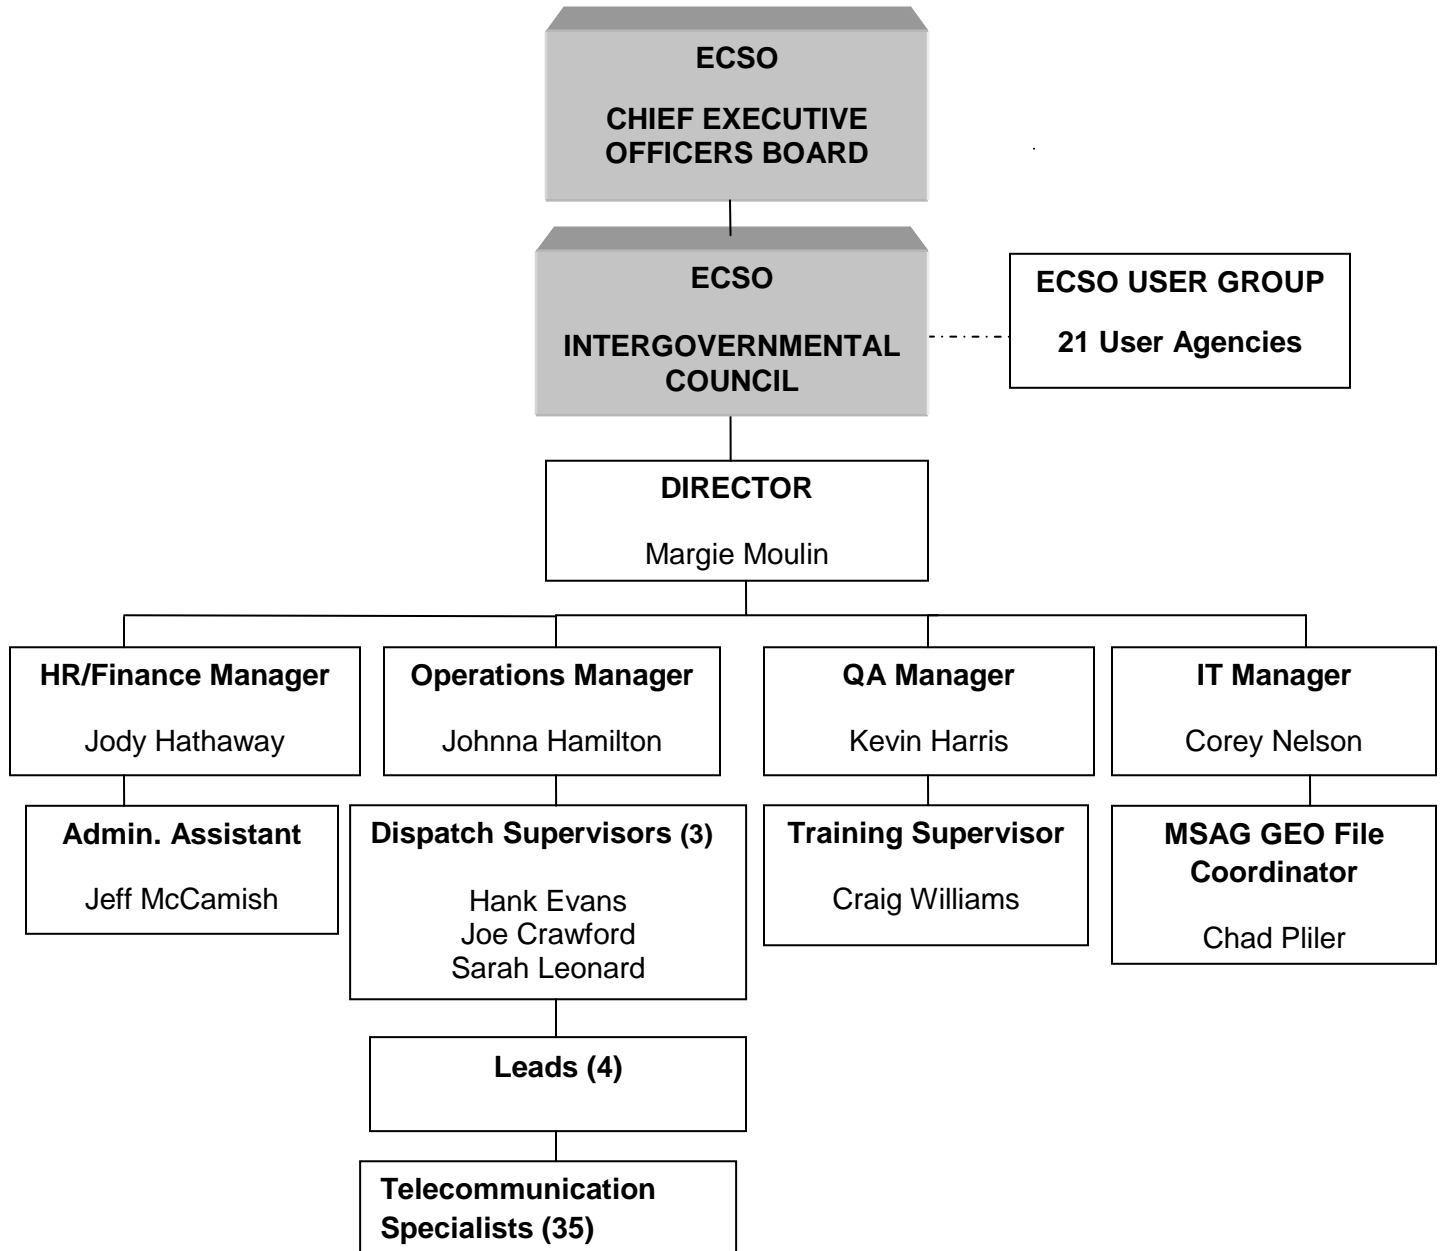 ECSO
CHIEF EXECUTIVE
OFFICERS BOARD
ECSO
INTERGOVERNMENTAL
COUNCIL
ECSO USER GROUP
21 User Agencies
DIRECTOR
Margie Moulin
HR/Finance Manager
Jody Hathaway
Operations Manager
Johnna Hamilton
QA Manager
Kevin Harris
IT Manager
Corey Nelson
Admin. Assistant
Jeff McCamish
Dispatch Supervisors (3)
Hank Evans
Joe Crawford
Sarah Leonard
Training Supervisor
Craig Williams
MSAG GEO File
Coordinator
Chad Pliler
Leads (4)
Telecommunication
Specialists (35)